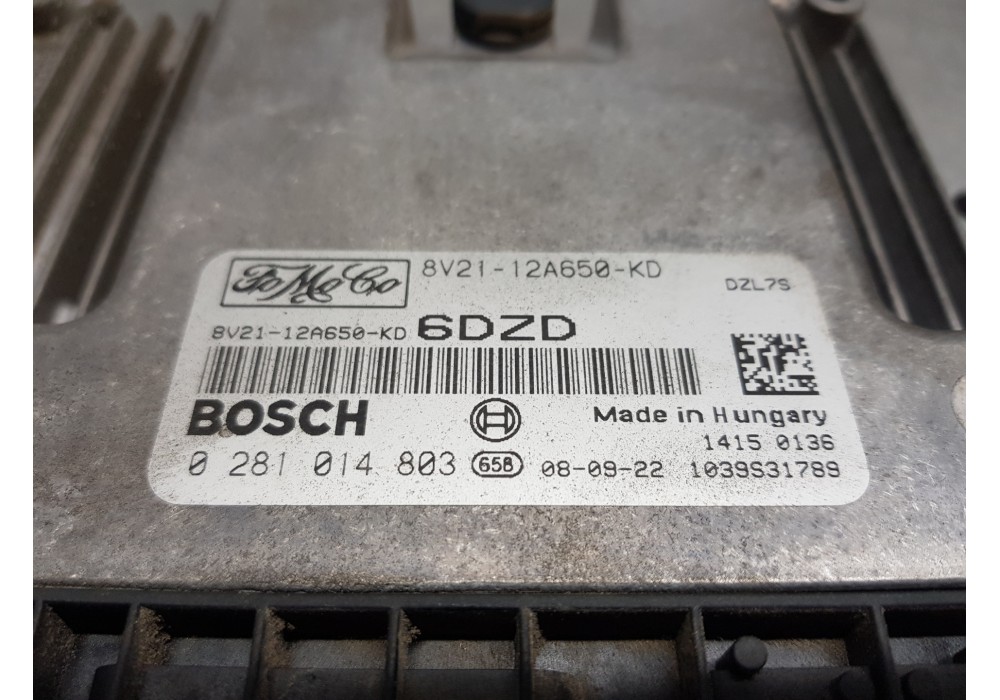 FoMoCo 8V21-12A650-KD
DZL7S
8V21-12A650-KD 6DZD
BOSCH Made in Hungary
1415 0136
0 281 014 803 658 08-09-22 1039S31789